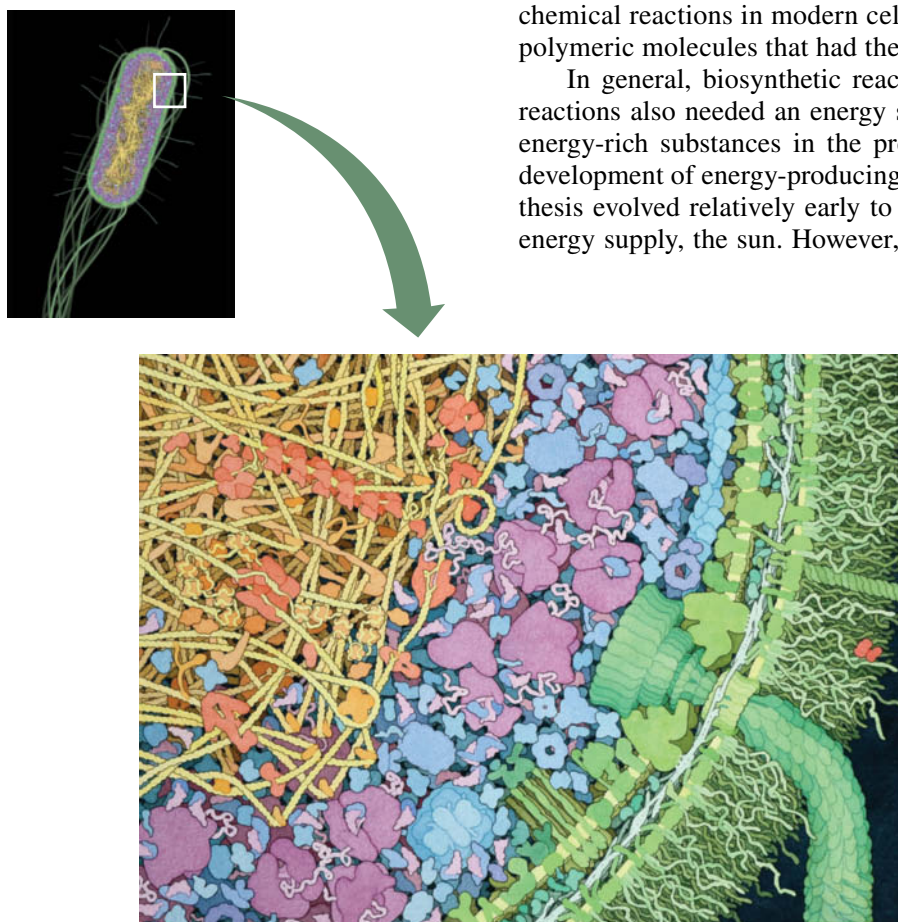 chemical reactions in modern cel
polymeric molecules that had the
In general, biosynthetic reac
reactions also needed an energy s
energy-rich substances in the pr
development of energy-producing
thesis evolved relatively early to
energy supply, the sun. However,